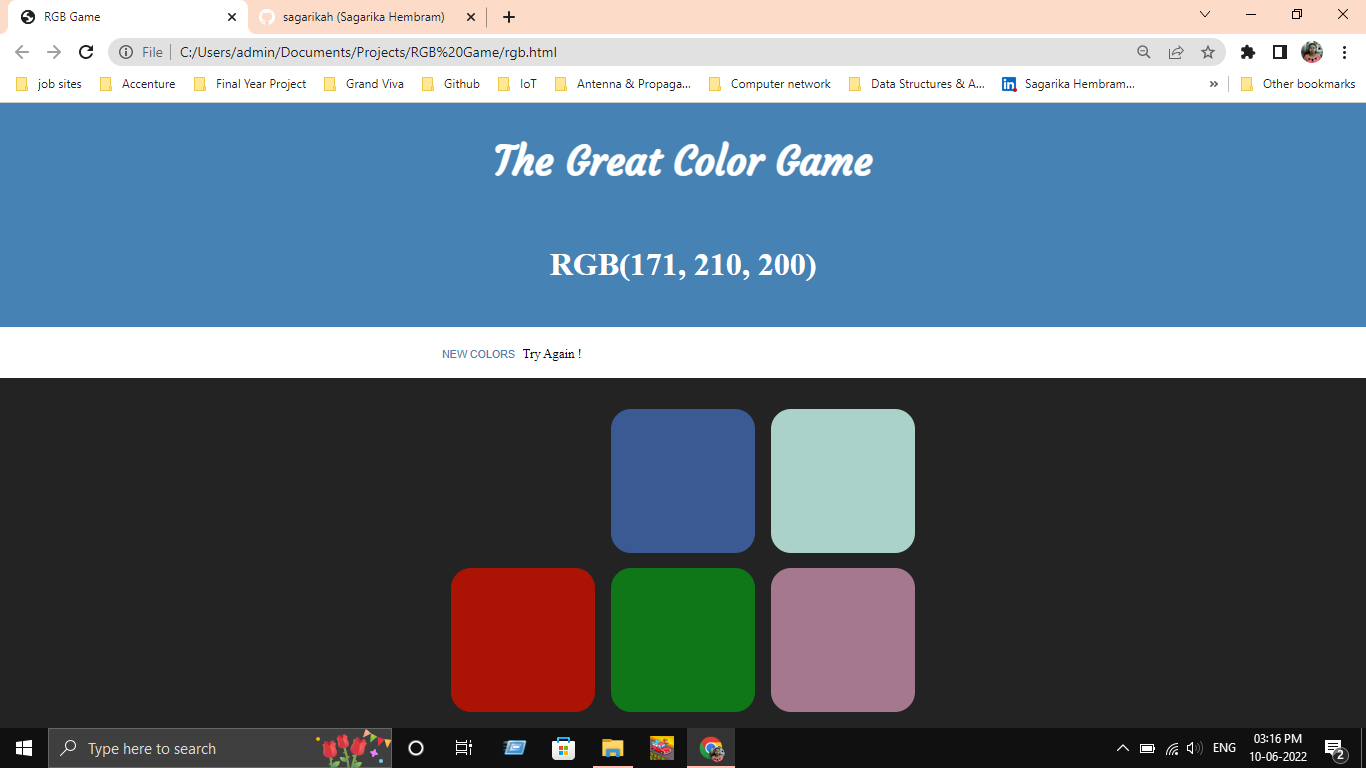 RGB Game
sagarikah (Sagarika Hembram)
File
C:/Users/admin/Documents/Projects/RGB%20Game/rgb.html
job sites
Accenture
Final Year Project
Grand Viva
Github
IoT
Antenna & Propaga...
Computer network
Data Structures & A...
Sagarika Hembram...
»
Other bookmarks
The Great Color Game
RGB(171, 210, 200)
NEW COLORS Try Again !
Type here to search
ENG
03:16 PM
10-06-2022
2